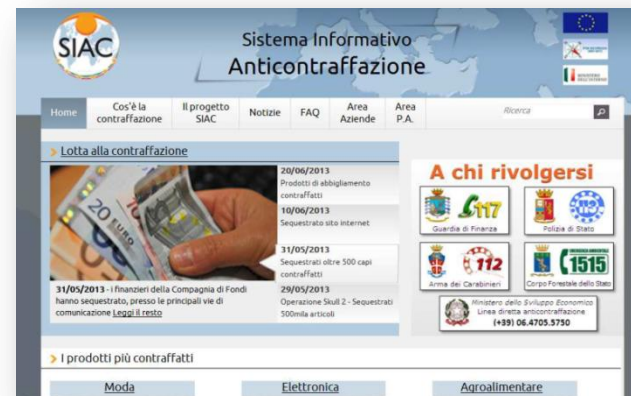 SIAC
Sistema Informativo
Anticontraffazione
Home
Cos'è la
contraffazione
Il progetto
SIAC
Notizie
FAQ
Area
Aziende
Area
P.A.
Ricerca
> Lotta alla contraffazione
20/06/2013
Prodotti di abbigliamento
contraffatti
10/06/2013
Sequestrato sito internet
31/05/2013
Sequestrati oltre 500 capi
contraffatti
29/05/2013
Operazione Skull 2 - Sequestrati
500mila articoli
20 EURO
31/05/2013 - i finanzieri della Compagnia di Fondi
hanno sequestrato, presso le principali vie di
comunicazione Leggi il resto
A chi rivolgersi
117
Guardia di Finanza
113
Polizia di Stato
112
Arma dei Carabinieri
1515
Corpo Forestale dello Stato
Ministero dello Sviluppo Economico
Linea diretta anticontraffazione
(+39) 06.4705.5750
> I prodotti più contraffatti
Moda
Elettronica
Agroalimentare